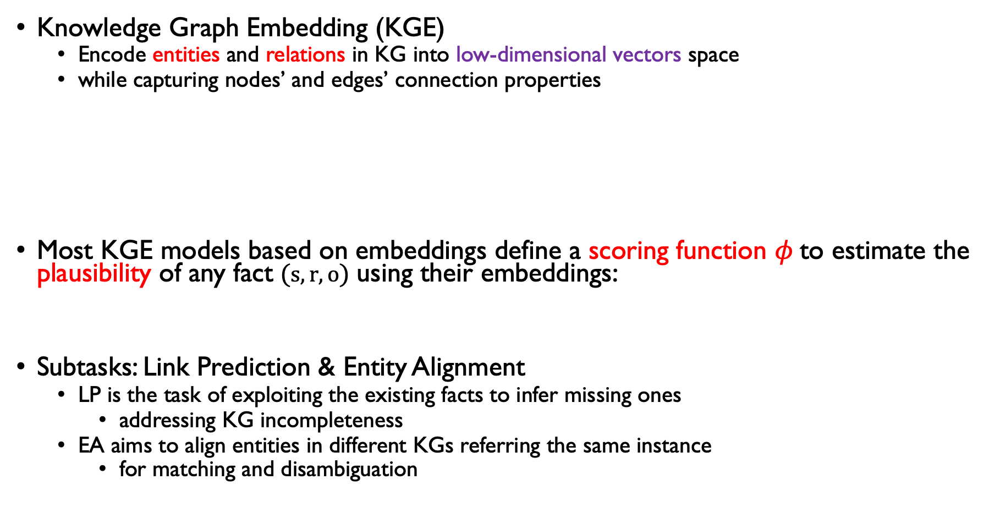 • Knowledge Graph Embedding (KGE)
• Encode entities and relations in KG into low-dimensional vectors space
• while capturing nodes’ and edges’ connection properties
• Most KGE models based on embeddings define a scoring function ϕ to estimate the
plausibility of any fact (s, r, o) using their embeddings:
• Subtasks: Link Prediction & Entity Alignment
• LP is the task of exploiting the existing facts to infer missing ones
• addressing KG incompleteness
• EA aims to align entities in different KGs referring the same instance
• for matching and disambiguation